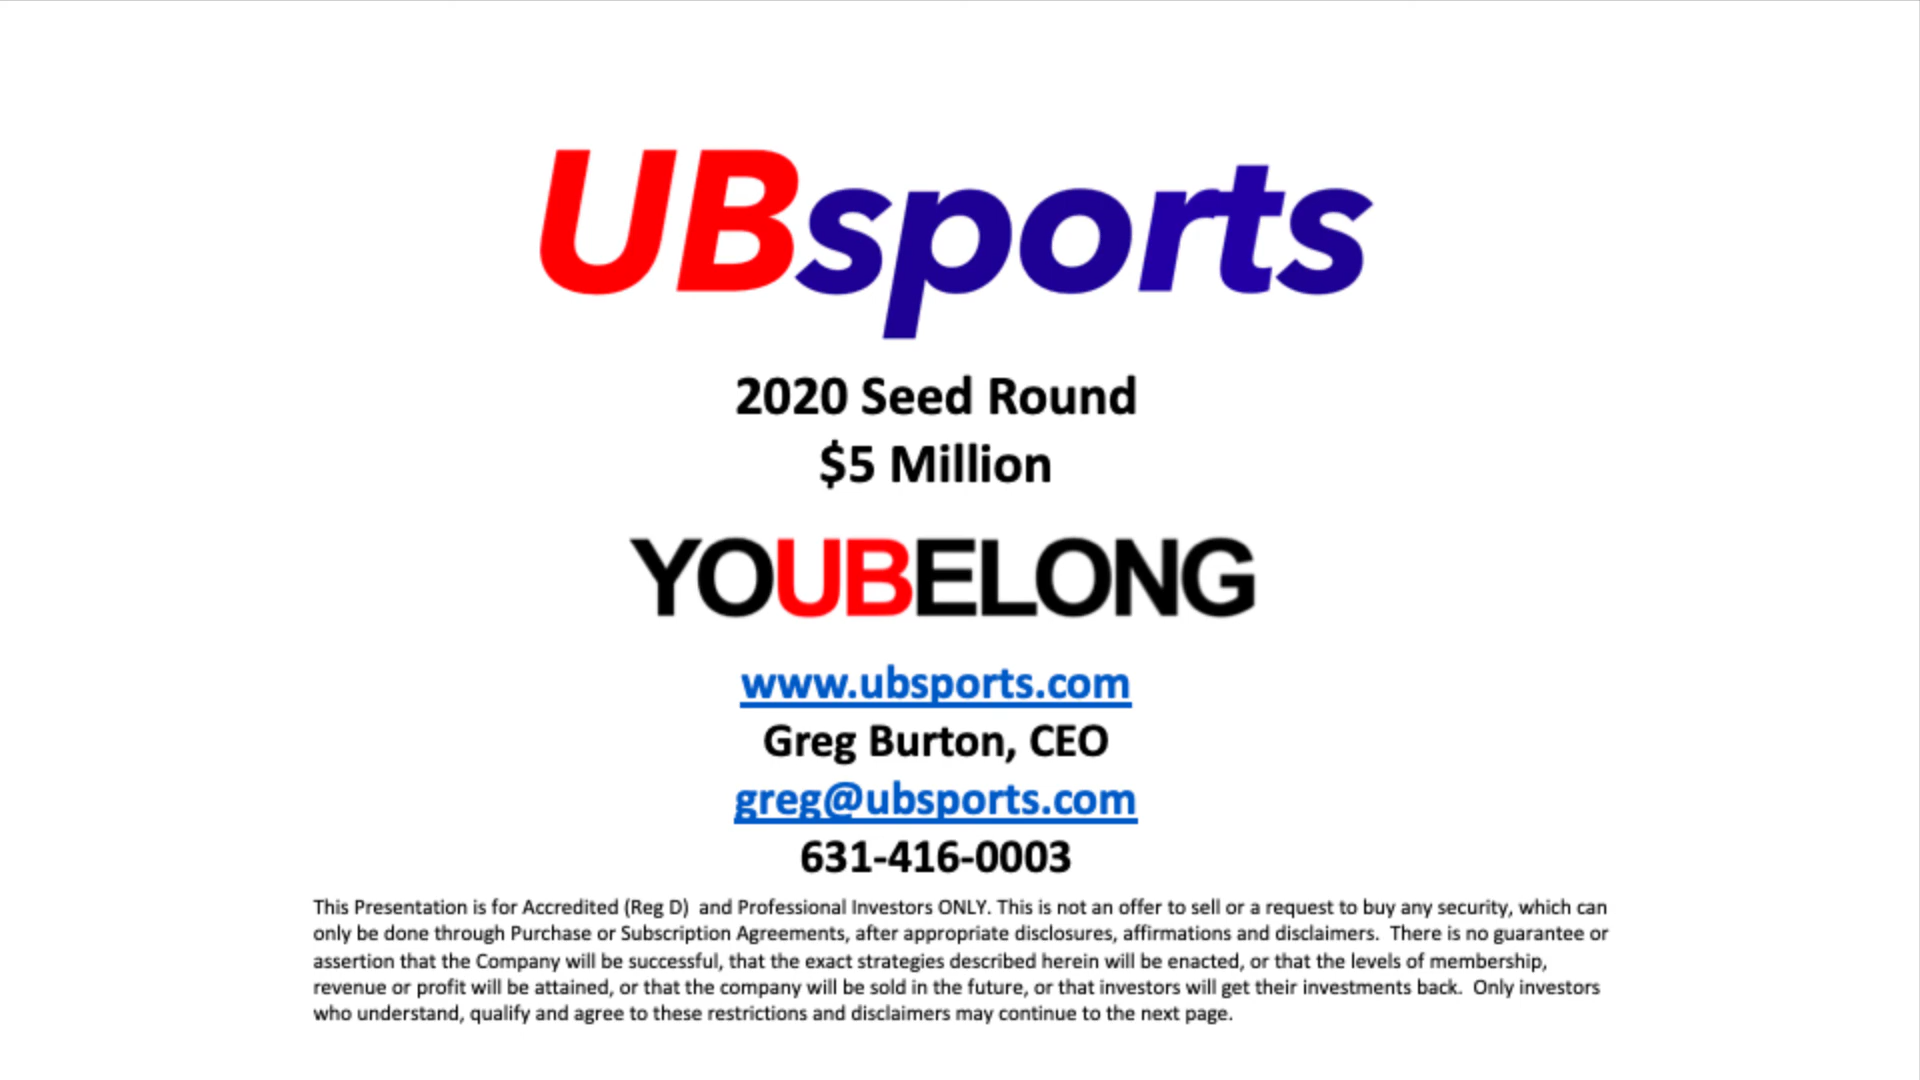 UBsports
2020 Seed Round
$5 Million
YOUBELONG
www.ubsports.com
Greg Burton, CEO
greg@ubsports.com
631-416-0003
This Presentation is for Accredited (Reg D)  and Professional Investors ONLY. This is not an offer to sell or a request to buy any security, which can
only be done through Purchase or Subscription Agreements, after appropriate disclosures, affirmations and disclaimers.  There is no guarantee or
assertion that the Company will be successful, that the exact strategies described herein will be enacted, or that the levels of membership,
revenue or profit will be attained, or that the company will be sold in the future, or that investors will get their investments back.  Only investors
who understand, qualify and agree to these restrictions and disclaimers may continue to the next page.